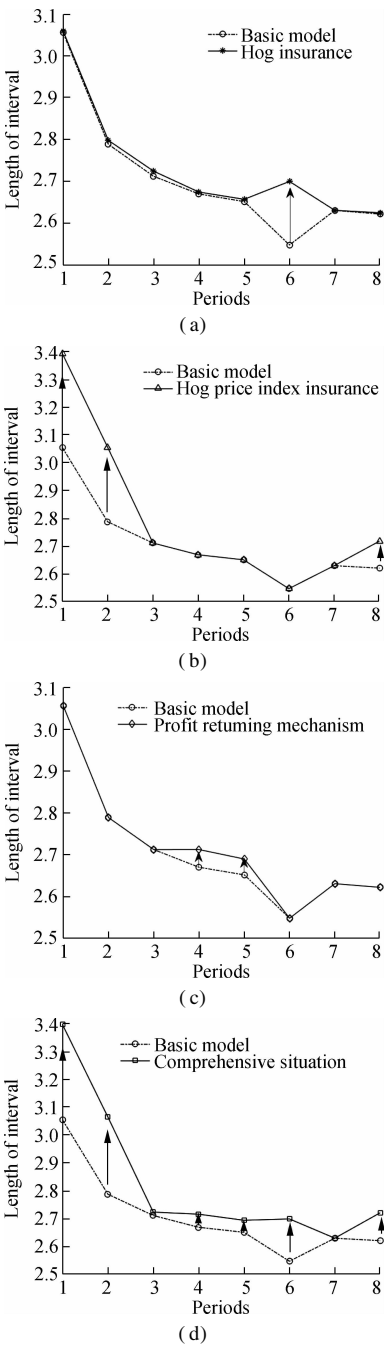 3.1
Basic model
Hog insurance
3.0
2.9
2.8
2.7
2.6
2.5
Length of interval
1 2 3 4 5 6 7 8
Periods
(a)
3.4
Basic model
Hog price index insurance
3.3
3.1
3.0
2.9
2.8
2.7
2.6
2.5
Length of interval
1 2 3 4 5 6 7 8
Periods
(b)
3.1
Basic model
Profit retuming mechanism
3.0
2.9
2.8
2.7
2.6
2.5
Length of interval
1 2 3 4 5 6 7 8
Periods
(c)
3.4
Basic model
Comprehensive situation
3.3
3.1
3.0
2.9
2.8
2.7
2.6
2.5
Length of interval
1 2 3 4 5 6 7 8
Periods
(d)